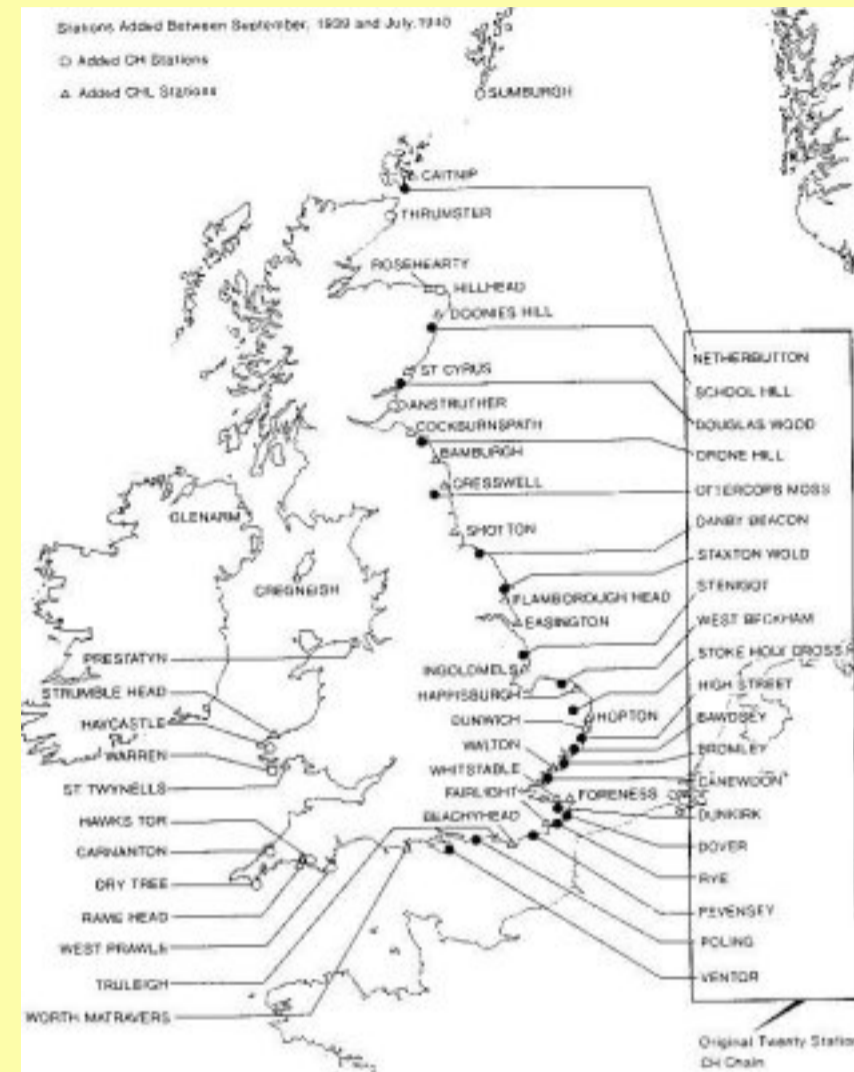 Stations Added Between September, 1939 and July, 1940
Added CH Stations
Added CHL Stations
SUMBURGH
CAITNIP
THRUMSTER
ROSEHEARTY
HILLHEAD
DOONIES HILL
ST CYRUS
ANSTRUTHER
COCKBURNSPATH
BAMBURGH
CRESSWELL
SHOTTON
GLENARM
CREGNEISH
FLAMBOROUGH HEAD
EASINGTON
INGOLDMELS
HAPPISBURGH
DUNWICH
HOPTON
WALTON
WHITSTABLE
FAIRLIGHT
FORENESS
BEACHYHEAD
PRESTATYN
STRUMBLE HEAD
HAYCASTLE
WARREN
ST TWYNELLS
HAWKS TOR
CARNANTON
DRY TREE
RAME HEAD
WEST PRAWLE
TRULEIGH
WORTH MATRAVERS
NETHERBUTTON
SCHOOL HILL
DOUGLAS WOOD
DRONE HILL
OTTERCOPS MOSS
DANBY BEACON
STAXTON WOLD
STENIGOT
WEST BECKHAM
STOKE HOLY CROSS
HIGH STREET
BAWDSEY
BROMLEY
CANEWDON
DUNKIRK
DOVER
RYE
PEVENSEY
POLING
VENTOR
Original Twenty Station
CH Chain